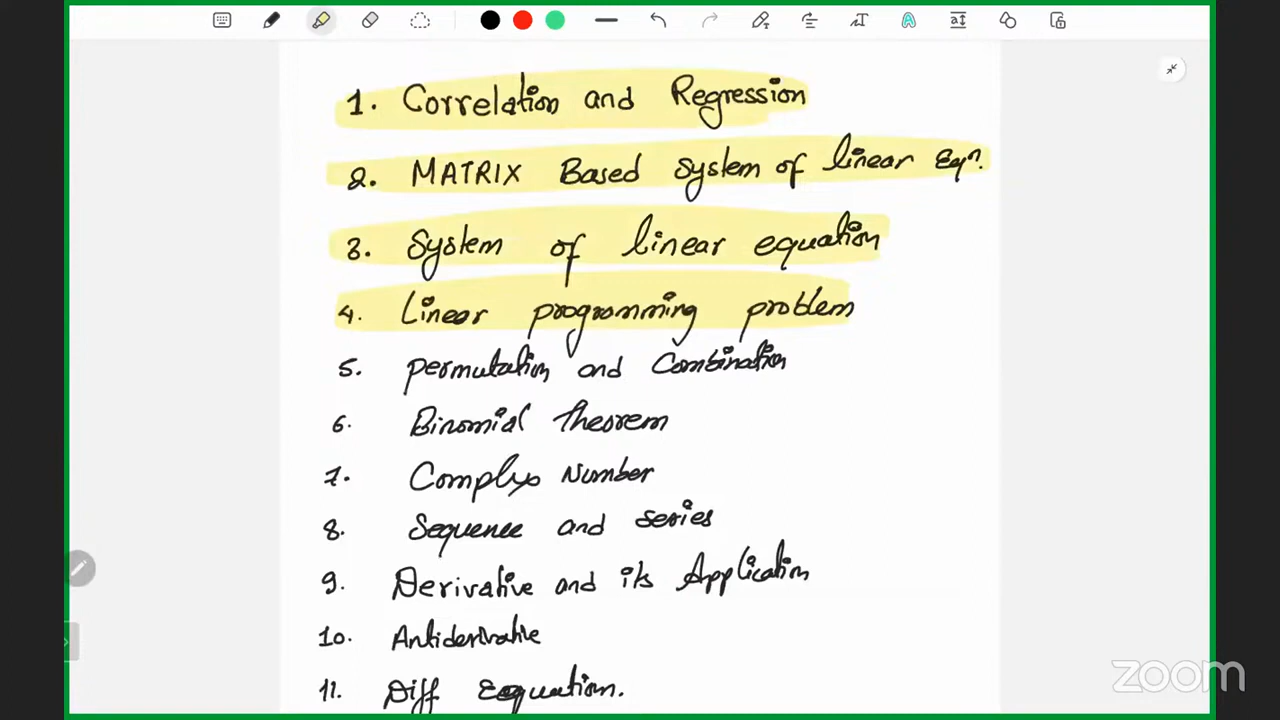 1. Correlation and Regression
2. MATRIX Based System of linear Eqn.
3. System of linear equation
4. Linear programming problem
5. Permutation and Combination
6. Binomial Theorem
7. Complex Number
8. Sequence and series
9. Derivative and its Application
10. Antiderivative
11. Diff Equation.
zoom